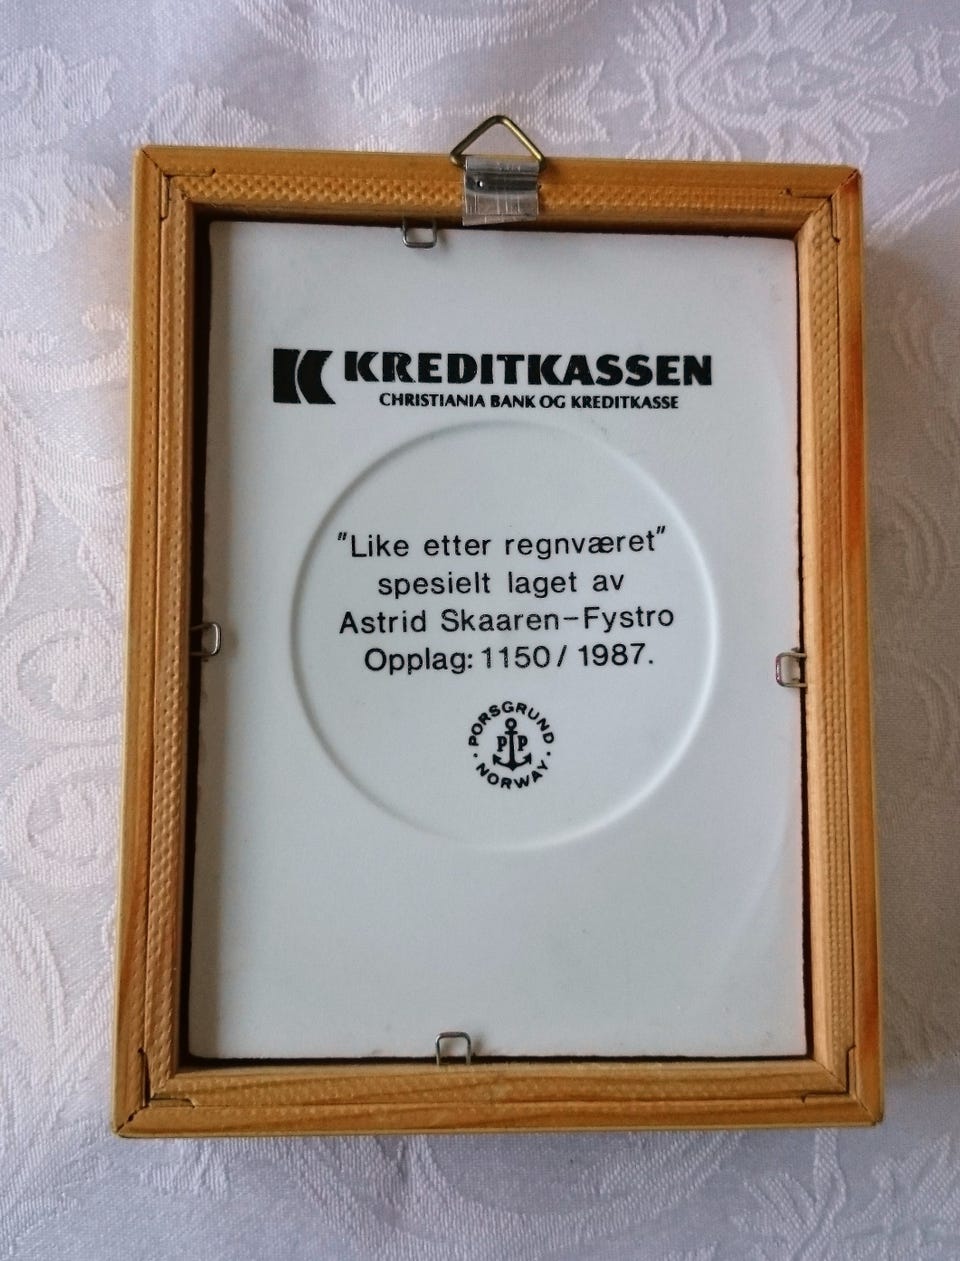 K KREDITKASSEN
CHRISTIANIA BANK OG KREDITKASSE
"Like etter regnværet"
spesielt laget av
Astrid Skaaren-Fystro
Opplag: 1150/ 1987.
PORSGRUND
PP
NORWAY